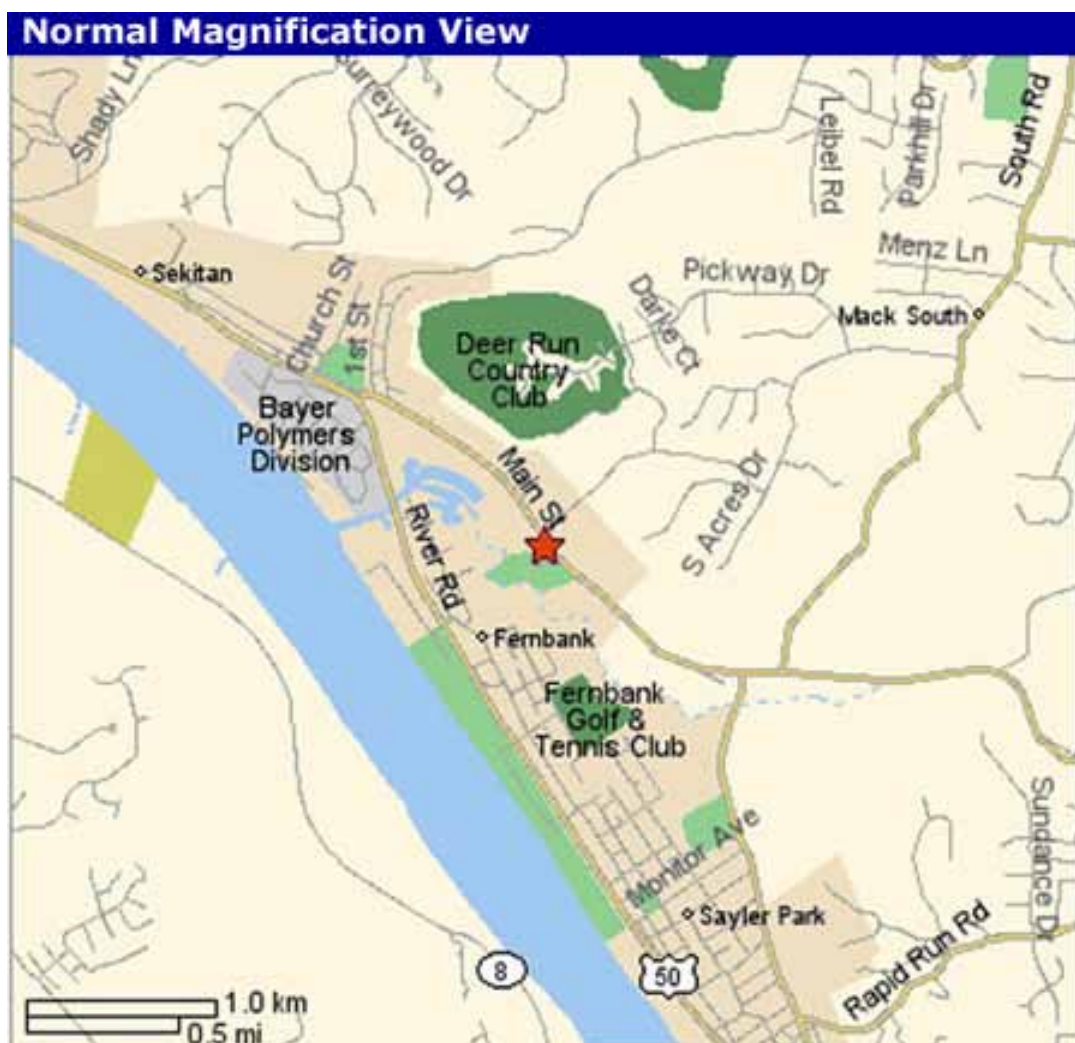 Normal Magnification View
Shady Ln
Surreywood Dr
Leibel Rd
Parkhill Dr
South Rd
Menz Ln
Sekitan
Church St
1st St
Pickway Dr
Darke Ct
Mack South
Deer Run
Country
Club
Bayer
Polymers
Division
Main St
S Acres Dr
River Rd
Fernbank
Fernbank
Golf &
Tennis Club
Monitor Ave
Sundance Dr
Sayler Park
Rapid Run Rd
8
50
1.0 km
0.5 mi